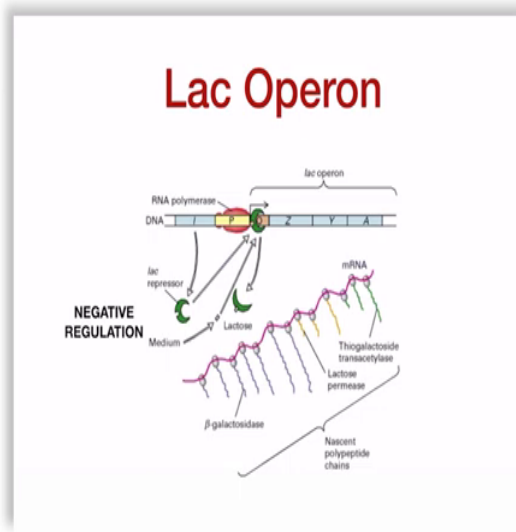 Lac Operon
lac operon
RNA polymerase
DNA
I
P
Z
Y
A
lac
repressor
mRNA
NEGATIVE
REGULATION
Lactose
Medium
Thiogalactoside
transacetylase
Lactose
permease
β-galactosidase
Nascent
polypeptide
chains